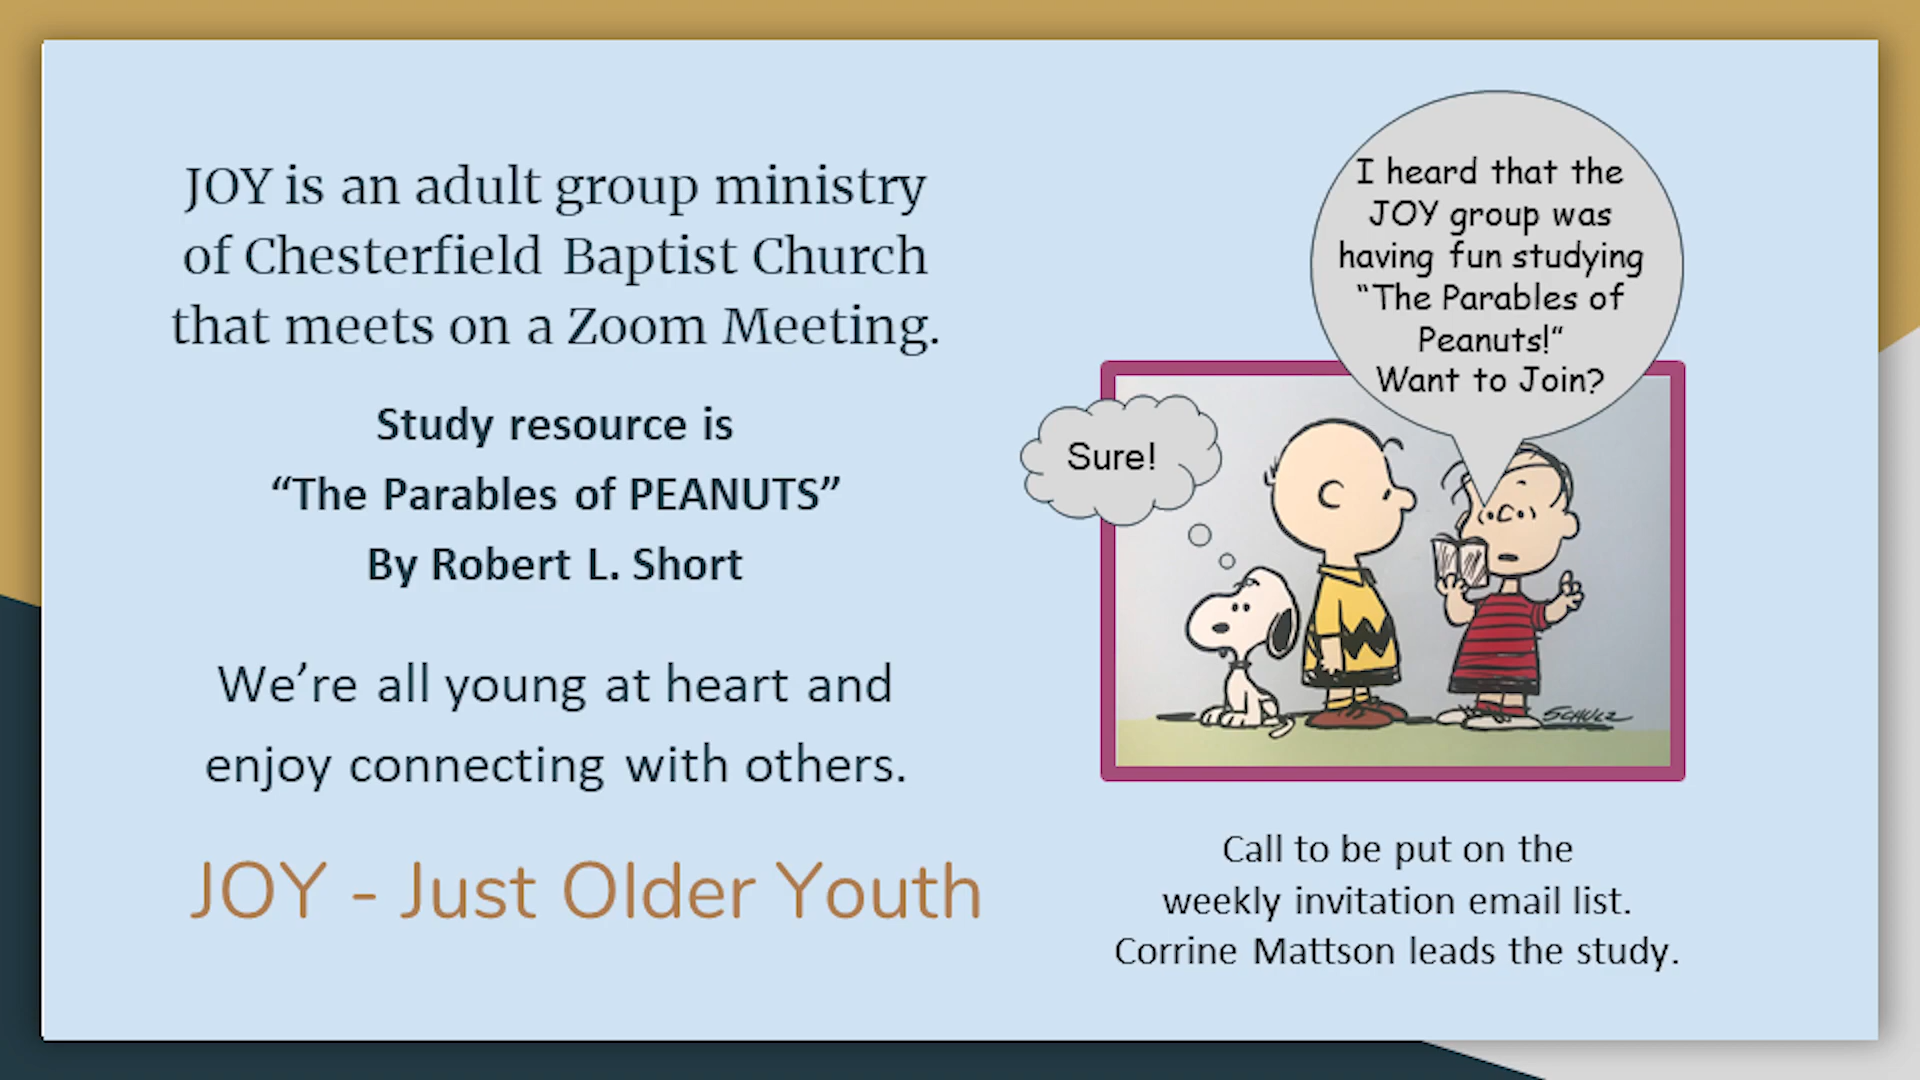 JOY is an adult group ministry
of Chesterfield Baptist Church
that meets on a Zoom Meeting.
Study resource is
“The Parables of PEANUTS”
By Robert L. Short
We’re all young at heart and
enjoy connecting with others.
JOY - Just Older Youth
I heard that the
JOY group was
having fun studying
“The Parables of
Peanuts!”
Want to Join?
Sure!
SCHULZ
Call to be put on the
weekly invitation email list.
Corrine Mattson leads the study.